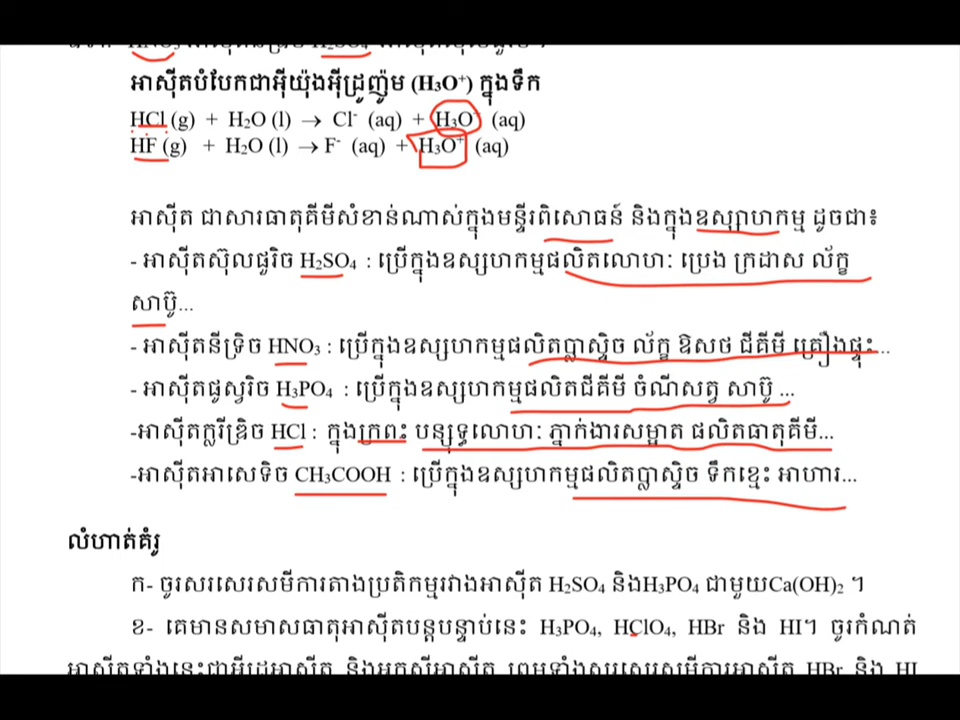 អាស៊ីតបំបែកជាអ៊ីយ៉ុងអ៊ីដ្រូញ៉ូម (H₃O⁺) ក្នុងទឹក
HCl (g) + H₂O (l) → Cl⁻ (aq) + H₃O⁺ (aq)
HF (g) + H₂O (l) → F⁻ (aq) + H₃O⁺ (aq)
អាស៊ីត ជាសារធាតុគីមីសំខាន់ណាស់ក្នុងមន្ទីរពិសោធន៍ និងក្នុងឧស្សាហកម្ម ដូចជា៖
- អាស៊ីតស៊ុលផួរិច H₂SO₄ : ប្រើក្នុងឧស្សហកម្មផលិតលោហៈ ប្រេង ក្រដាស ល័ក្ខ
សាប៊ូ...
- អាស៊ីតនីទ្រិច HNO₃ : ប្រើក្នុងឧស្សហកម្មផលិតប្លាស្ទិច ល័ក្ខ ឱសថ ជីគីមី គ្រឿងផ្ទុះ...
- អាស៊ីតផូស្វរិច H₃PO₄ : ប្រើក្នុងឧស្សហកម្មផលិតជីគីមី ចំណីសត្វ សាប៊ូ ...
-អាស៊ីតក្លរីឌ្រិច HCl : ក្នុងក្រពះ បន្សុទ្ធលោហៈ ភ្នាក់ងារសម្អាត ផលិតធាតុគីមី...
-អាស៊ីតអាសេទិច CH₃COOH : ប្រើក្នុងឧស្សហកម្មផលិតប្លាស្ទិច ទឹកខ្មេះ អាហារ...
លំហាត់គំរូ
ក- ចូរសរសេរសមីការតាងប្រតិកម្មរវាងអាស៊ីត H₂SO₄ និងH₃PO₄ ជាមួយCa(OH)₂ ។
ខ- គេមានសមាសធាតុអាស៊ីតបន្តបន្ទាប់នេះ H₃PO₄, HClO₄, HBr និង HI។ ចូរកំណត់